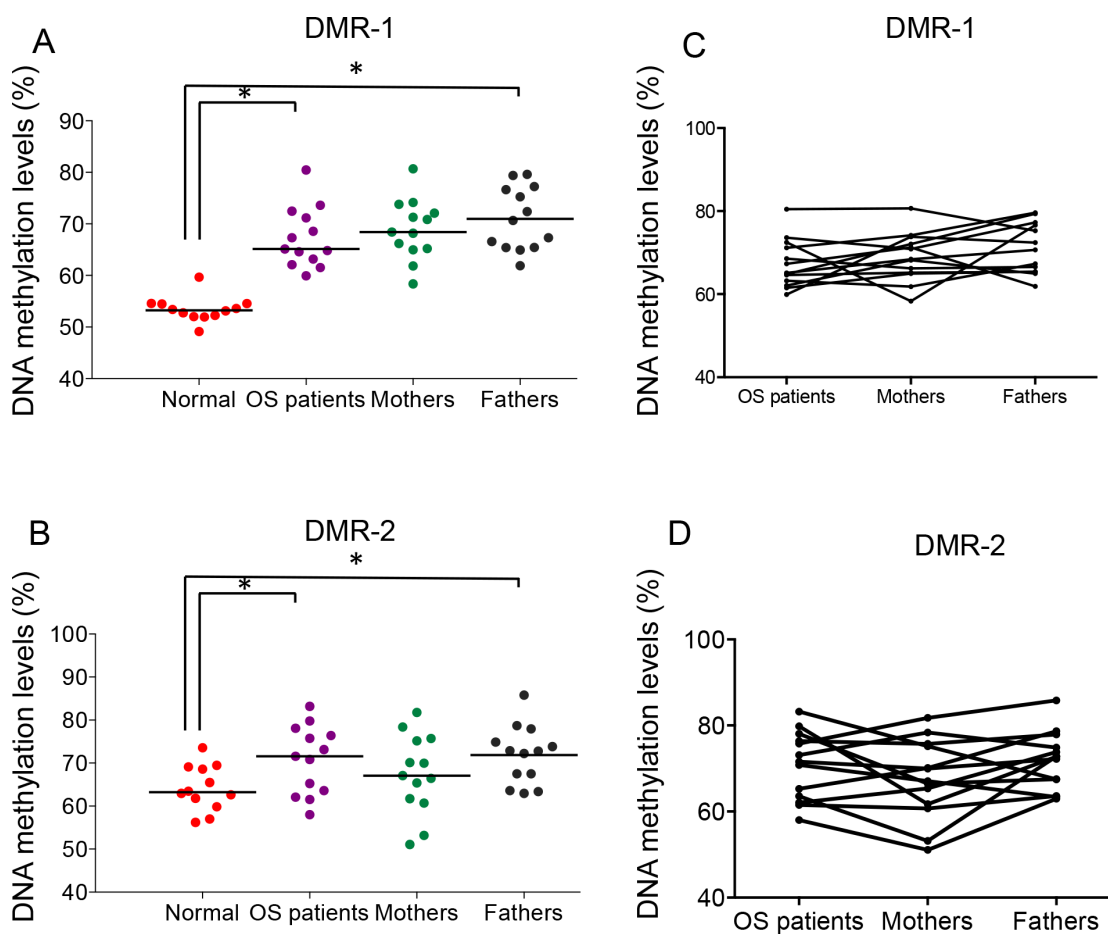 A
DMR-1
DNA methylation levels (%)
*
*
90
80
70
60
50
40
Normal OS patients Mothers Fathers
C
DMR-1
DNA methylation levels (%)
100
80
60
40
OS patients Mothers Fathers
B
DMR-2
DNA methylation levels (%)
*
*
100
90
80
70
60
50
40
Normal OS patients Mothers Fathers
D
DMR-2
DNA methylation levels (%)
100
80
60
40
OS patients Mothers Fathers